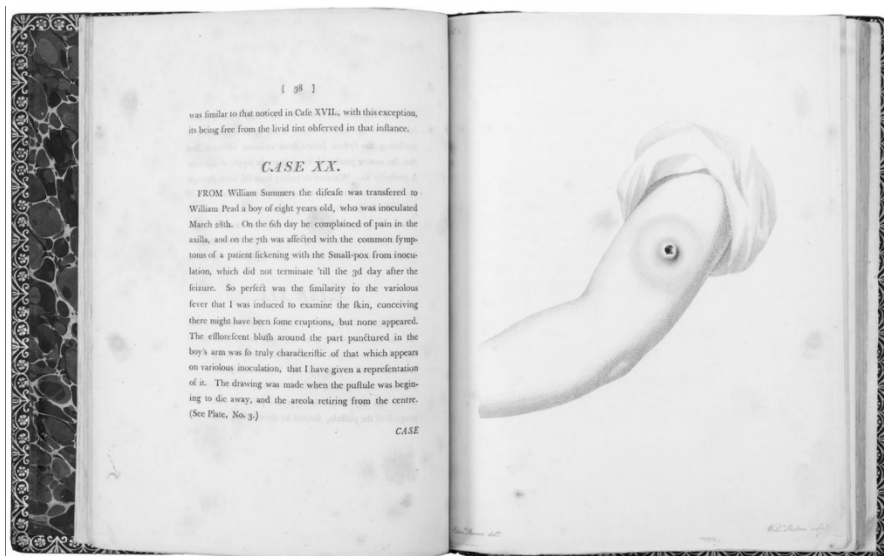 [ 38 ]
was ſimilar to that noticed in Caſe XVII., with this exception,
its being free from the livid tint obſerved in that inſtance.
CASE XX.
FROM William Summers the diſeaſe was transfered to
William Pead a boy of eight years old, who was inoculated
March 28th. On the 6th day he complained of pain in the
axilla, and on the 7th was affected with the common ſymp-
toms of a patient ſickening with the Small-pox from inocu-
lation, which did not terminate 'till the 3d day after the
ſeizure. So perfect was the ſimilarity to the variolous
fever that I was induced to examine the ſkin, conceiving
there might have been ſome eruptions, but none appeared.
The effloreſcent bluſh around the part punctured in the
boy's arm was ſo truly characteriſtic of that which appears
on variolous inoculation, that I have given a repreſentation
of it. The drawing was made when the puſtule was begin-
ning to die away, and the areola retiring from the centre.
(See Plate, No. 3.)
CASE